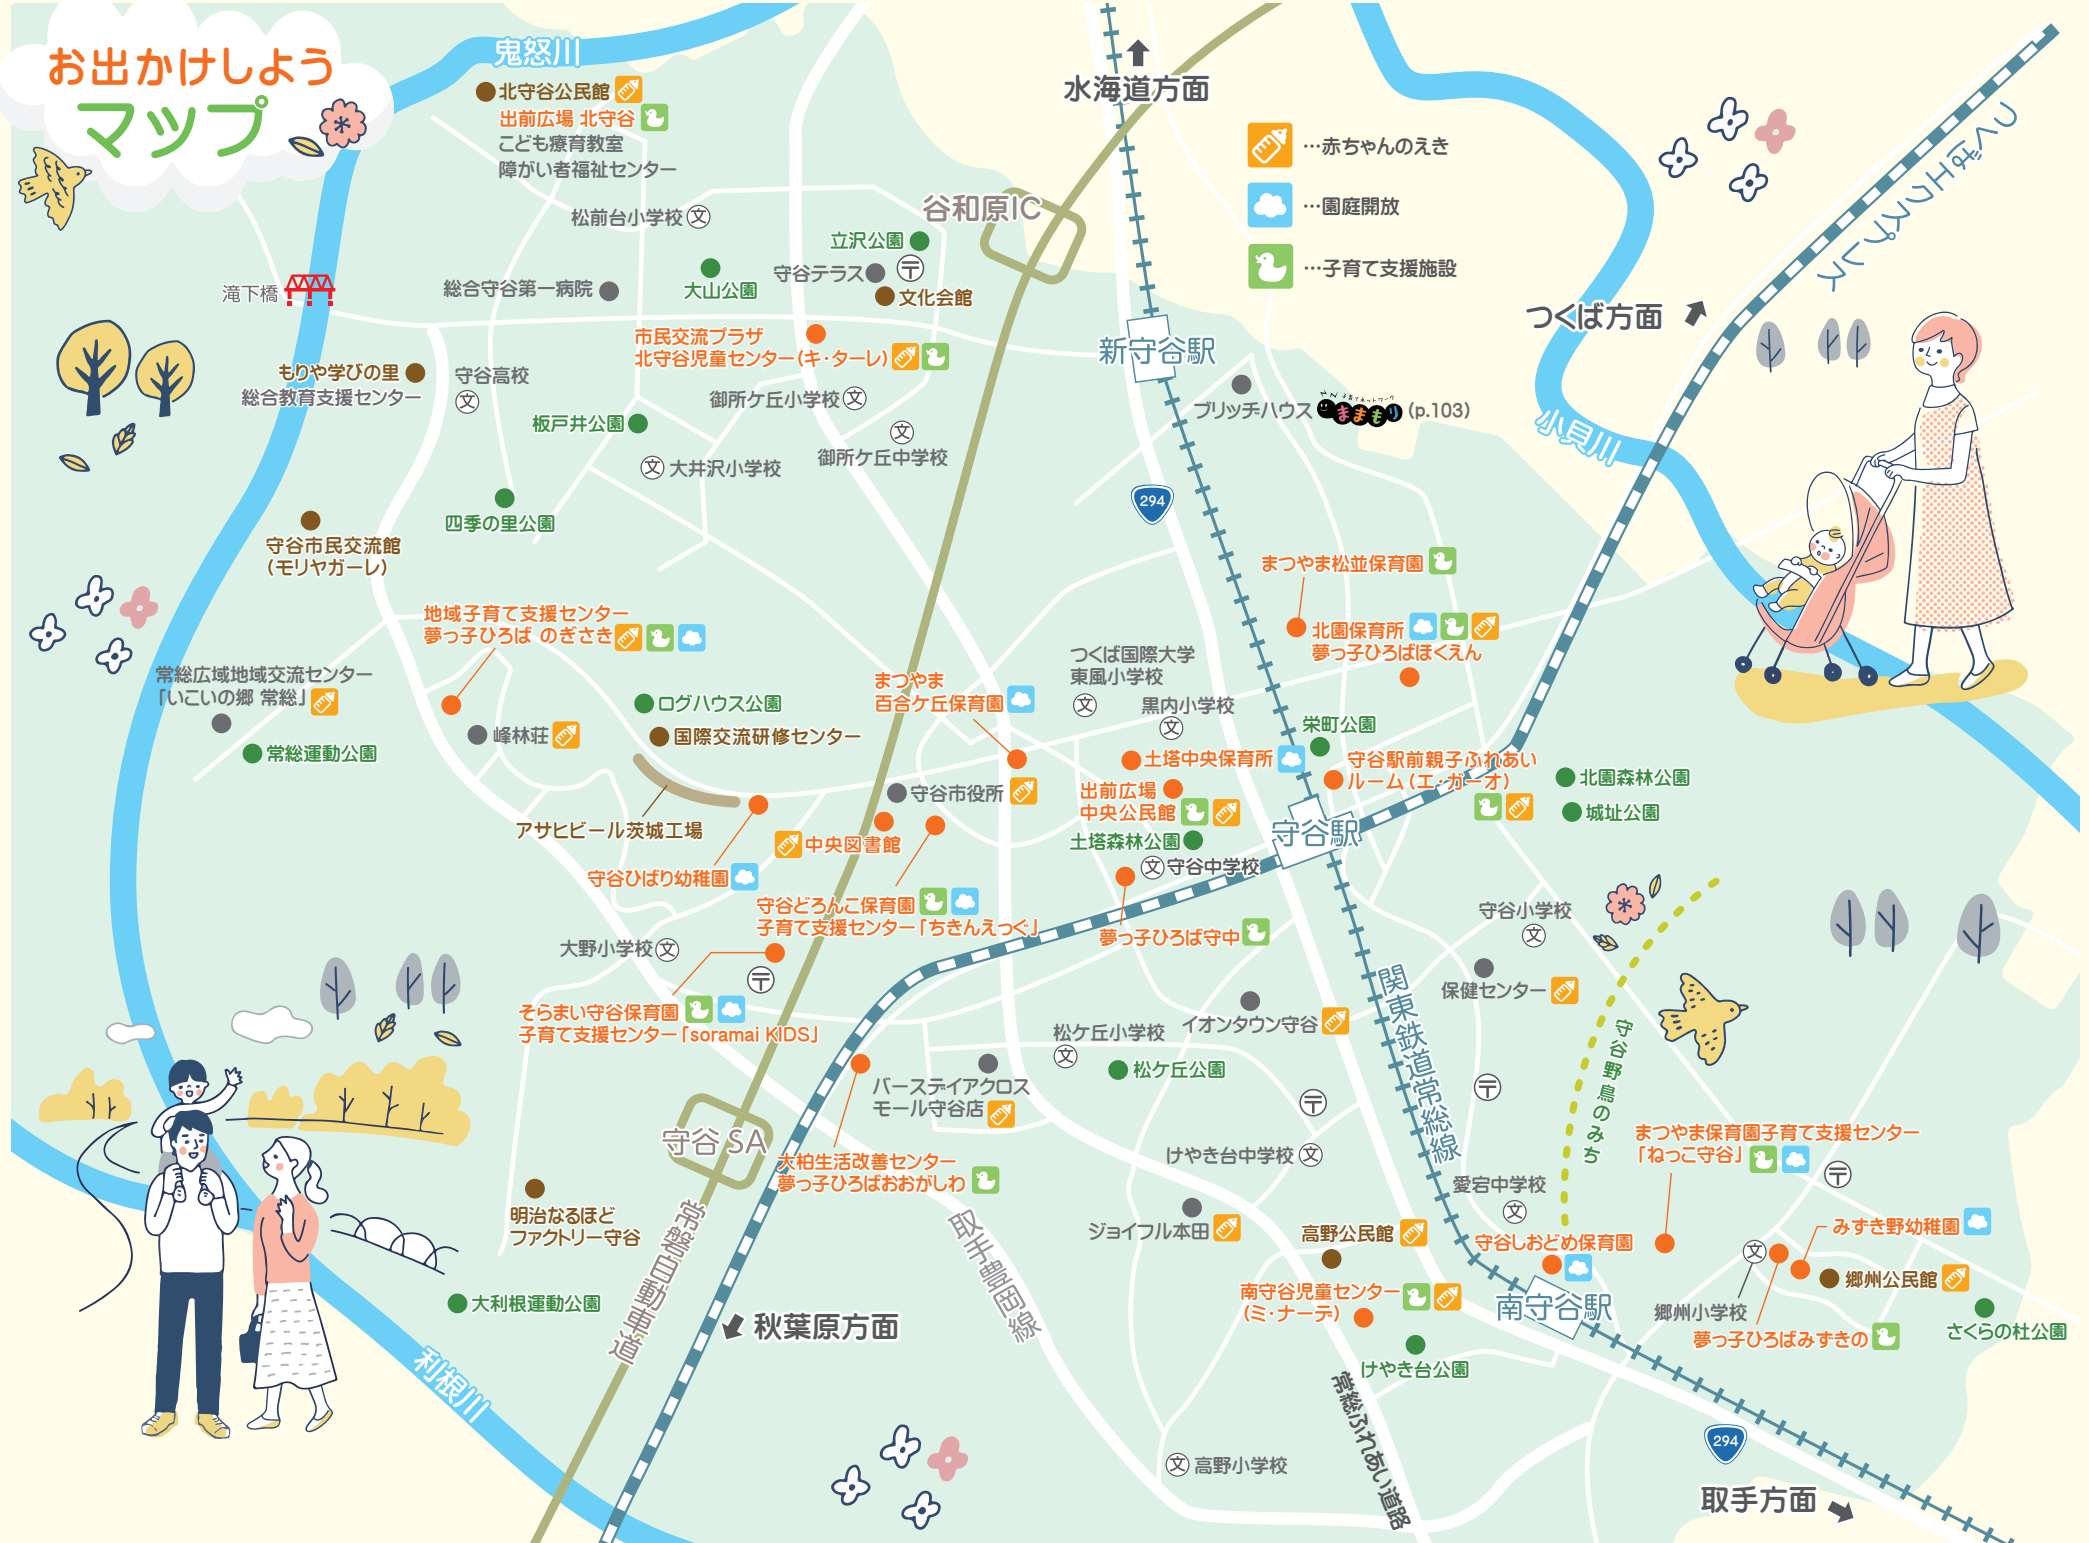 お出かけしよう
マップ
鬼怒川
北守谷公民館
出前広場 北守谷
こども療育教室
障がい者福祉センター
水海道方面
…赤ちゃんのえき
…園庭開放
…子育て支援施設
つくばエクスプレス
松前台小学校 文
谷和原IC
立沢公園
守谷テラス
文化会館
大山公園
総合守谷第一病院
滝下橋
つくば方面
市民交流プラザ
北守谷児童センター(キ・ターレ)
新守谷駅
もりや学びの里
総合教育支援センター
守谷高校
文
御所ケ丘小学校 文
ブリッヂハウス
子育てネットワーク
ままもり
(p.103)
小貝川
板戸井公園
文
御所ケ丘中学校
文 大井沢小学校
294
四季の里公園
守谷市民交流館
(モリヤガーレ)
まつやま松並保育園
地域子育て支援センター
夢っ子ひろば のぎさき
北園保育所
夢っ子ひろばほくえん
つくば国際大学
東風小学校
文
黒内小学校
文
常総広域地域交流センター
「いこいの郷 常総」
まつやま
百合ケ丘保育園
ログハウス公園
栄町公園
峰林荘
国際交流研修センター
常総運動公園
土塔中央保育所
守谷駅前親子ふれあい
ルーム(エ・ガーオ)
北園森林公園
城址公園
守谷市役所
出前広場
中央公民館
アサヒビール茨城工場
中央図書館
土塔森林公園
守谷駅
文 守谷中学校
守谷ひばり幼稚園
守谷どろんこ保育園
子育て支援センター「ちきんえっぐ」
夢っ子ひろば守中
守谷小学校
文
大野小学校 文
保健センター
関東鉄道常総線
そらまい守谷保育園
子育て支援センター「soramai KIDS」
イオンタウン守谷
松ケ丘小学校
文
松ケ丘公園
守谷野鳥のみち
バースデイアクロス
モール守谷店
守谷 SA
大柏生活改善センター
夢っ子ひろばおおがしわ
けやき台中学校 文
まつやま保育園子育て支援センター
「ねっこ守谷」
愛宕中学校
文
明治なるほど
ファクトリー守谷
ジョイフル本田
高野公民館
守谷しおどめ保育園
みずき野幼稚園
文
郷州公民館
常磐自動車道
取手豊岡線
南守谷児童センター
(ミ・ナーデ)
南守谷駅
郷州小学校
夢っ子ひろばみずきの
さくらの杜公園
大利根運動公園
秋葉原方面
けやき台公園
利根川
常総ふれあい道路
294
文 高野小学校
取手方面